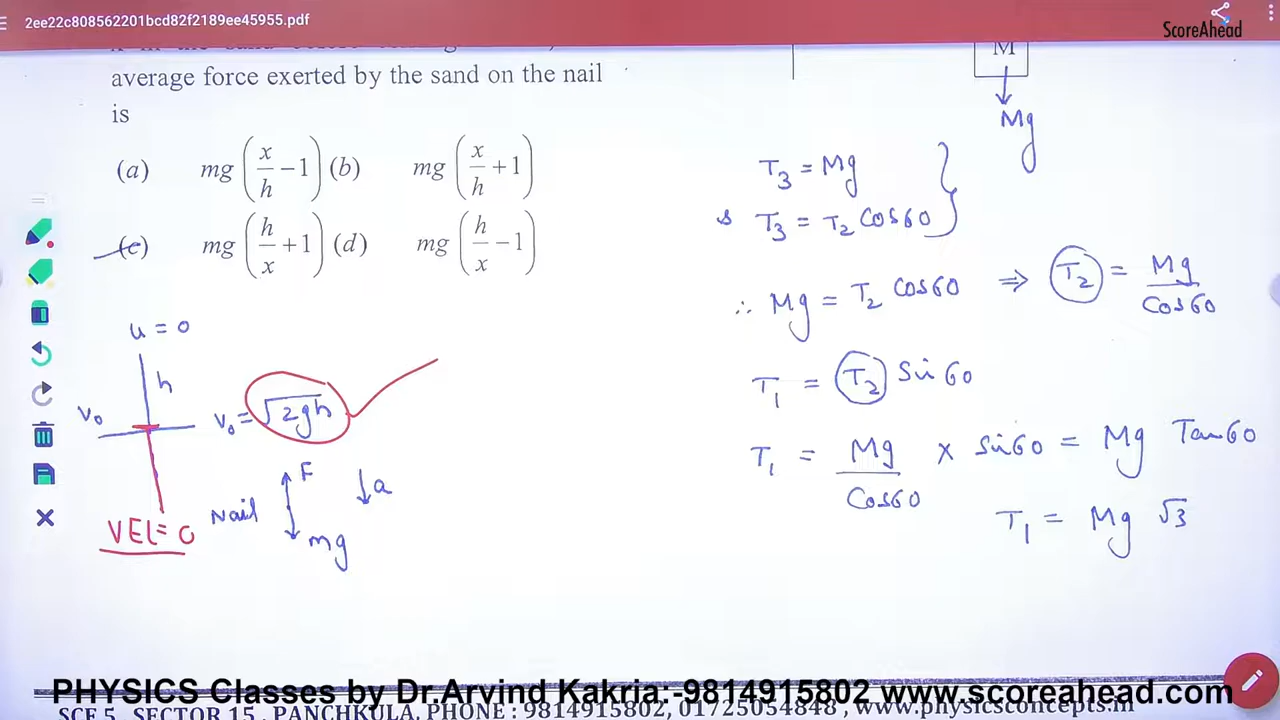 2ee22c808562201bcd82f2189ee45955.pdf
ScoreAhead
average force exerted by the sand on the nail
is
(a) mg (x/h − 1) (b) mg (x/h + 1)
(c) mg (h/x + 1) (d) mg (h/x − 1)
u = 0
h
V₀
V₀ = √2gh
VEL = 0
Nail
F
a
mg
M
Mg
T₃ = Mg
& T₃ = T₂ Cos60
∴ Mg = T₂ Cos60 ⇒ T₂ = Mg/Cos60
T₁ = T₂ Sin60
T₁ = Mg/Cos60 × Sin60 = Mg Tan60
T₁ = Mg √3
PHYSICS Classes by Dr.Arvind Kakria:-9814915802 www.scoreahead.com
SCF 5, SECTOR 15, PANCHKULA, PHONE : 9814915802, 01725054848, www.physicsconcepts.in